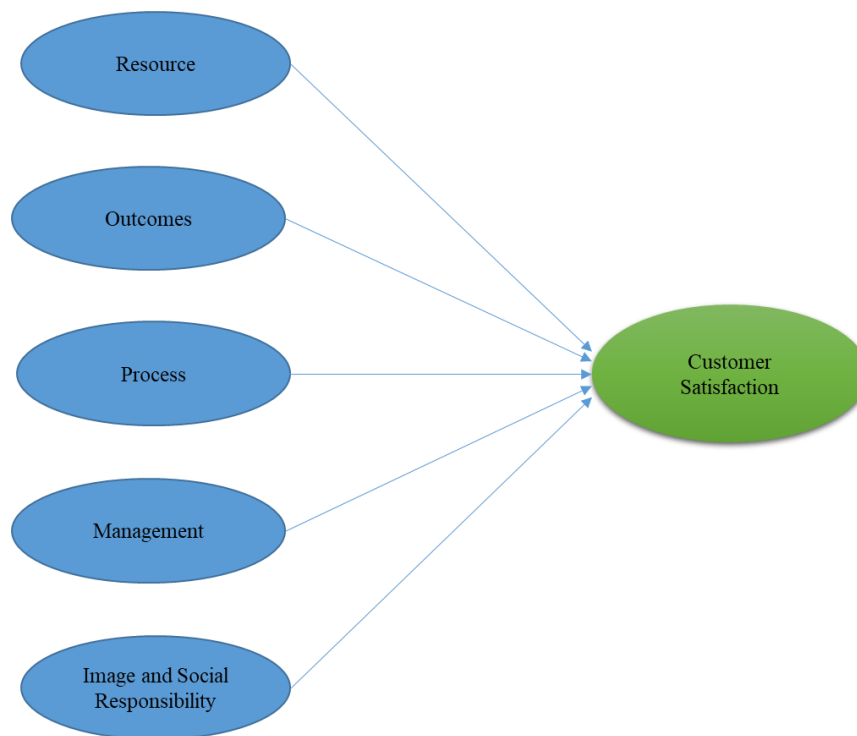 Resource
Outcomes
Process
Customer
Satisfaction
Management
Image and Social
Responsibility